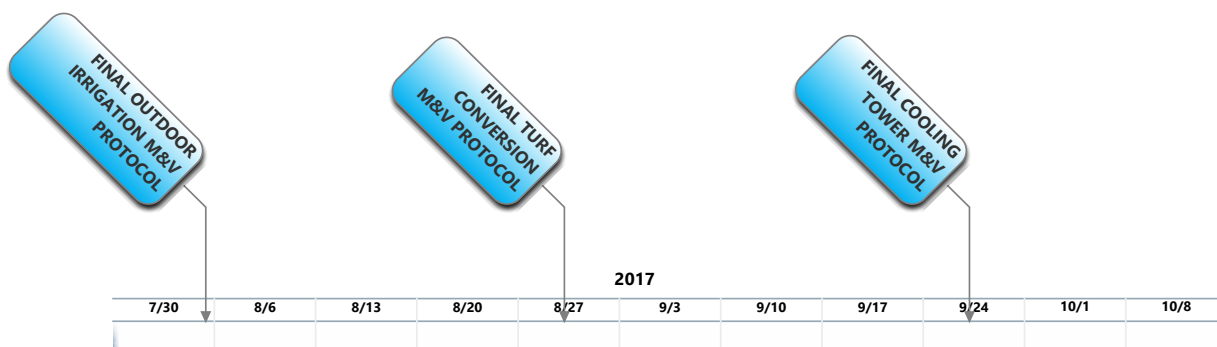 FINAL OUTDOOR
IRRIGATION M&V
PROTOCOL
FINAL TURF
CONVERSION
M&V PROTOCOL
FINAL COOLING
TOWER M&V
PROTOCOL
2017
7/30 8/6 8/13 8/20 8/27 9/3 9/10 9/17 9/24 10/1 10/8